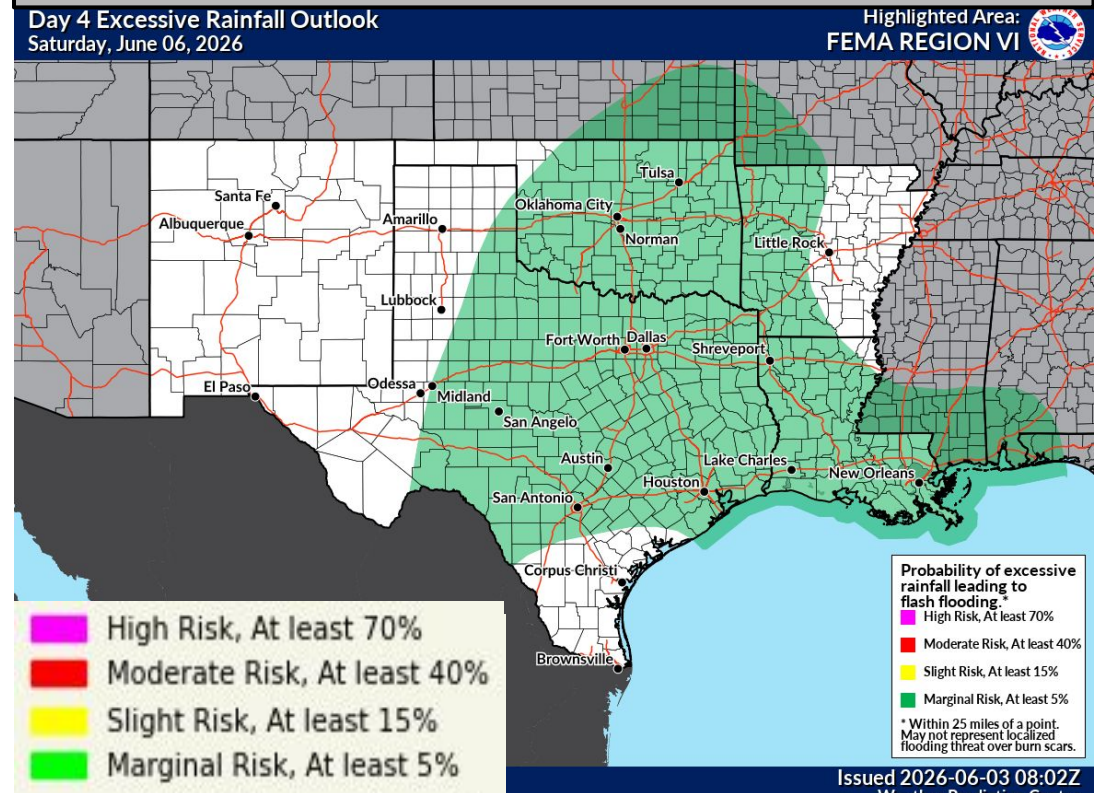 Day 4 Excessive Rainfall Outlook
Saturday, June 06, 2026
Highlighted Area:
FEMA REGION VI
Santa Fe
Albuquerque
Amarillo
Tulsa
Oklahoma City
Norman
Little Rock
Lubbock
Fort Worth
Dallas
Shreveport
El Paso
Odessa
Midland
San Angelo
Austin
Lake Charles
New Orleans
Houston
San Antonio
Corpus Christi
Brownsville
High Risk, At least 70%
Moderate Risk, At least 40%
Slight Risk, At least 15%
Marginal Risk, At least 5%
Probability of excessive
rainfall leading to
flash flooding.*
High Risk, At least 70%
Moderate Risk, At least 40%
Slight Risk, At least 15%
Marginal Risk, At least 5%
* Within 25 miles of a point.
May not represent localized
flooding threat over burn scars.
Issued 2026-06-03 08:02Z
Weather Prediction Center